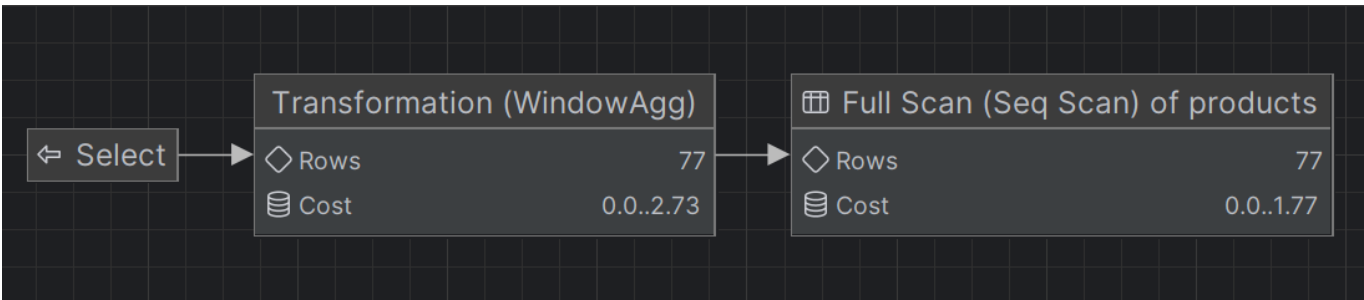 Select
Transformation (WindowAgg)
Rows 77
Cost 0.0..2.73
Full Scan (Seq Scan) of products
Rows 77
Cost 0.0..1.77